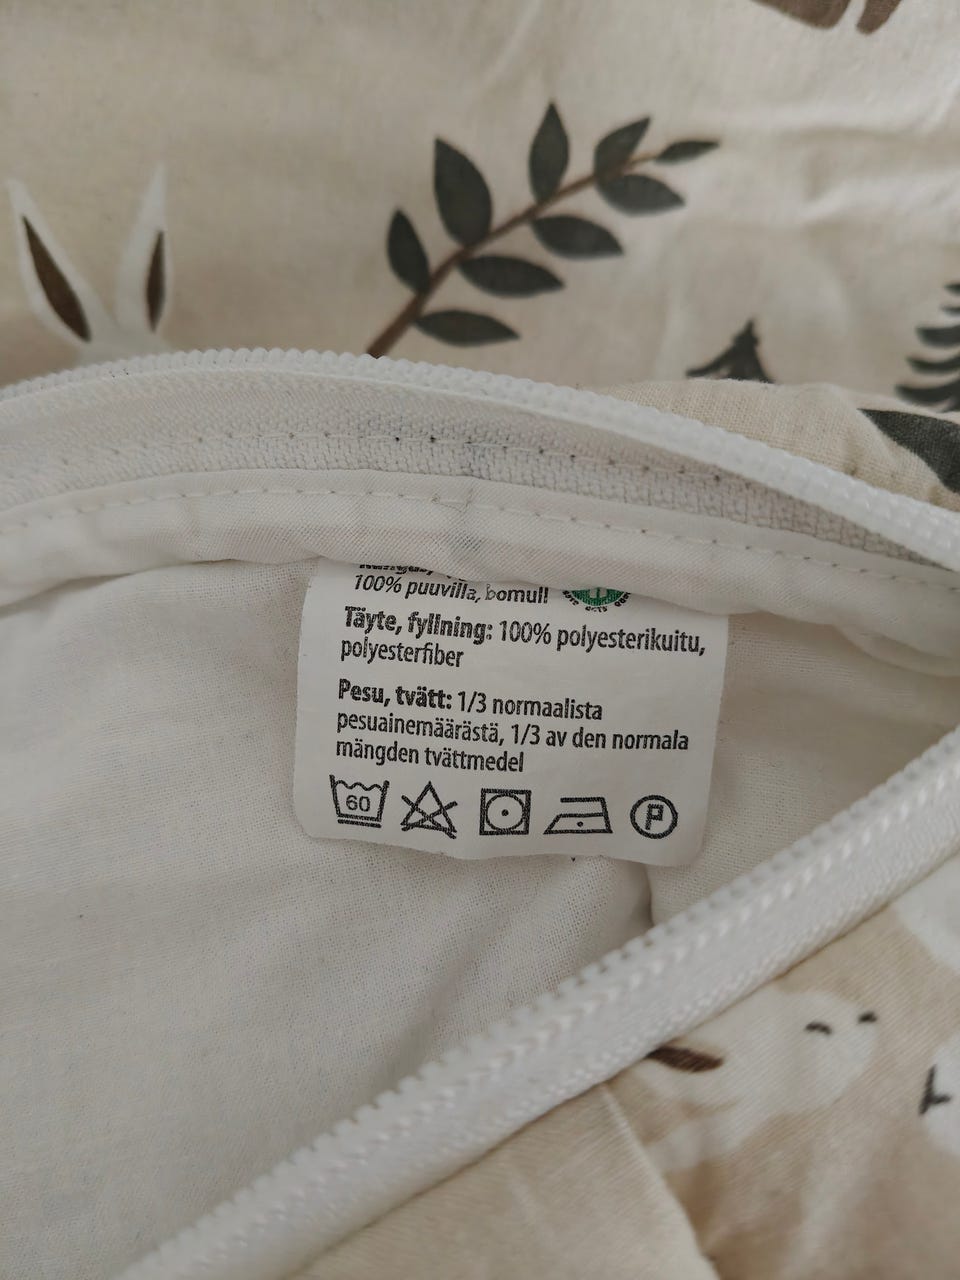 100% puuvilla, bomull
Täyte, fyllning: 100% polyesterikuitu,
polyesterfiber
Pesu, tvätt: 1/3 normaalista
pesuainemäärästä, 1/3 av den normala
mängden tvättmedel
60
P